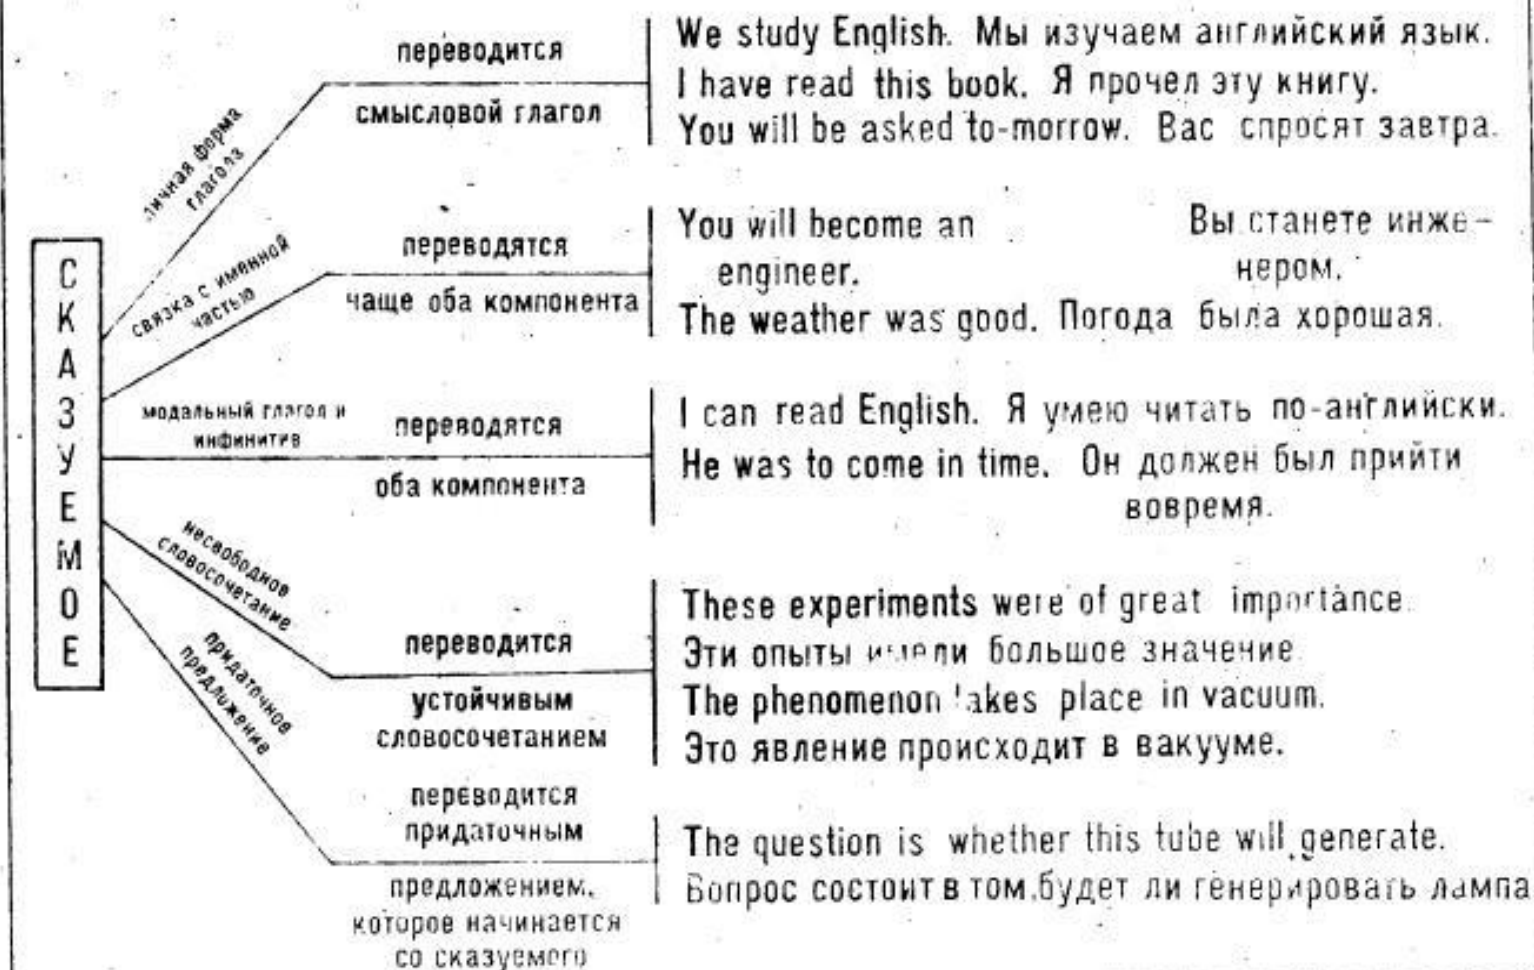 СКАЗУЕМОЕ
личная форма
глагола
переводится
смысловой глагол
We study English. Мы изучаем английский язык.
I have read this book. Я прочел эту книгу.
You will be asked to-morrow. Вас спросят завтра.
связка с именной
частью
переводятся
чаще оба компонента
You will become an
engineer.
Вы станете инже-
нером.
The weather was good. Погода была хорошая.
модальный глагол и
инфинитив
переводятся
оба компонента
I can read English. Я умею читать по-английски.
He was to come in time. Он должен был прийти
вовремя.
несвободное
словосочетание
переводится
устойчивым
словосочетанием
These experiments were of great importance.
Эти опыты имели большое значение.
The phenomenon takes place in vacuum.
Это явление происходит в вакууме.
придаточное
предложение
переводится
придаточным
предложением,
которое начинается
со сказуемого
The question is whether this tube will generate.
Вопрос состоит в том, будет ли генерировать лампа